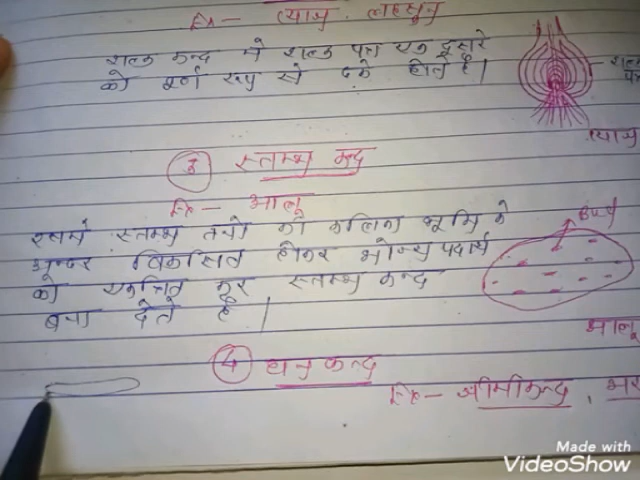 Ex:- प्याज, लहसुन
शल्क कन्द में शल्क पत्र एक दूसरे
को पूर्ण रूप से ढके होते है।
शल्क
पत्र
प्याज
③ स्तम्भ कन्द
Ex:- आलू
इसमें स्तम्भ तनो की कलिका भूमि के
अन्दर विकसित होकर भोज्य पदार्थ
को एकत्रित कर स्तम्भ कन्द
बना देते है।
Bud
आलू
④ घन कन्द
Ex:- जीमीकन्द,
Made with
VideoShow